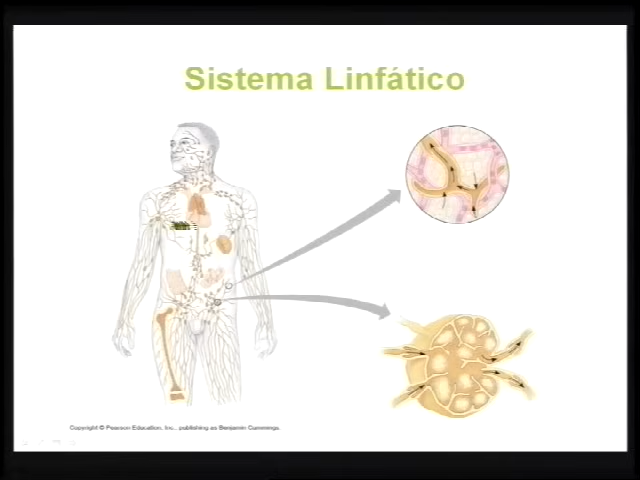 Sistema Linfático
Copyright © Pearson Education, Inc., publishing as Benjamin Cummings.